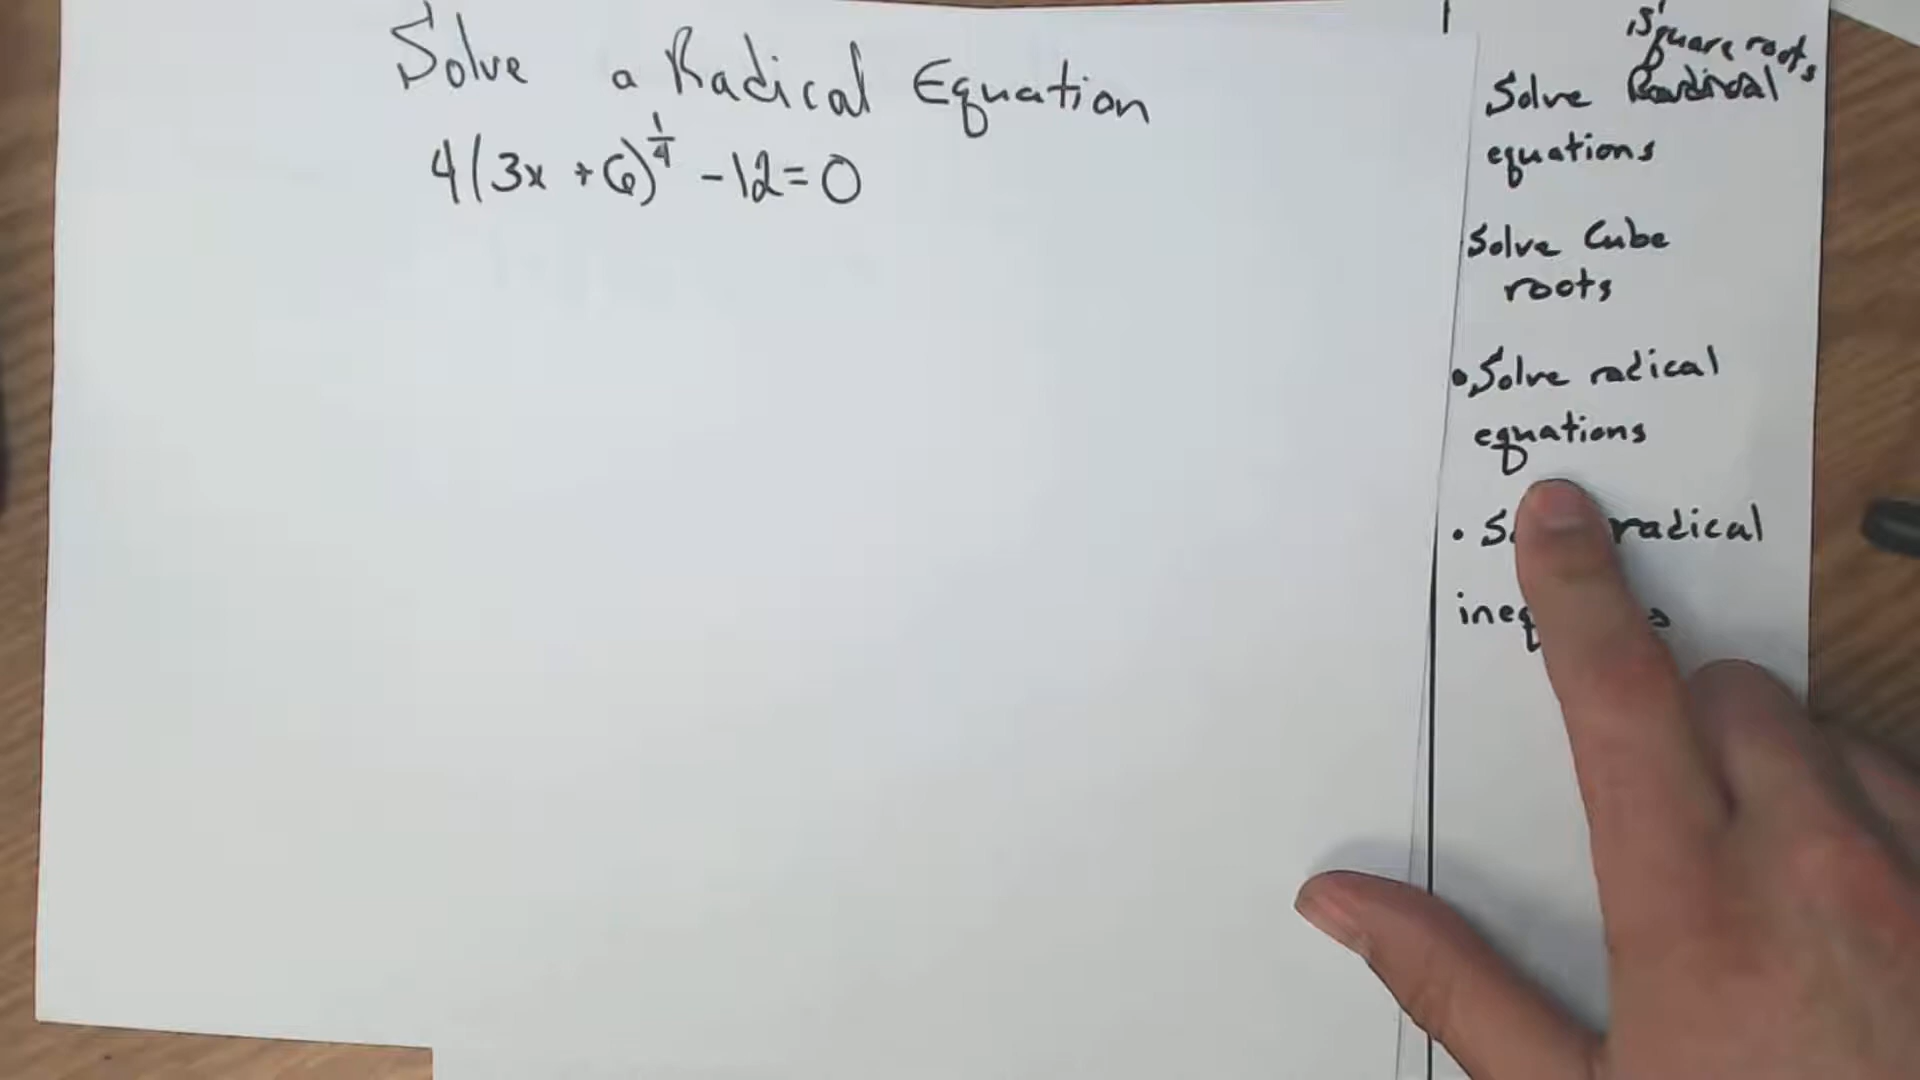 Solve a Radical Equation
4(3x + 6)^{1/4} - 12 = 0
Square roots
Solve Radical
equations
Solve Cube
roots
• Solve radical
equations
• radical